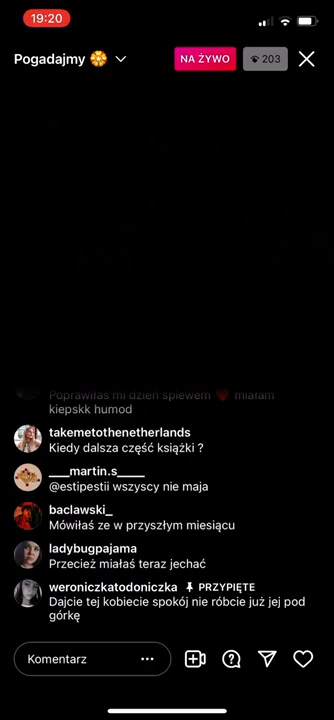 19:20
Pogadajmy
NA ŻYWO
203
Poprawiłaś mi dzień śpiewem ❤️ miałam
kiepskk humod
takemetothenetherlands
Kiedy dalsza część książki ?
____martin.s_____
@estipestii wszyscy nie maja
baclawski_
Mówiłaś ze w przyszłym miesiącu
ladybugpajama
Przecież miałaś teraz jechać
weroniczkatodoniczka PRZYPIĘTE
Dajcie tej kobiecie spokój nie róbcie już jej pod
górkę
Komentarz